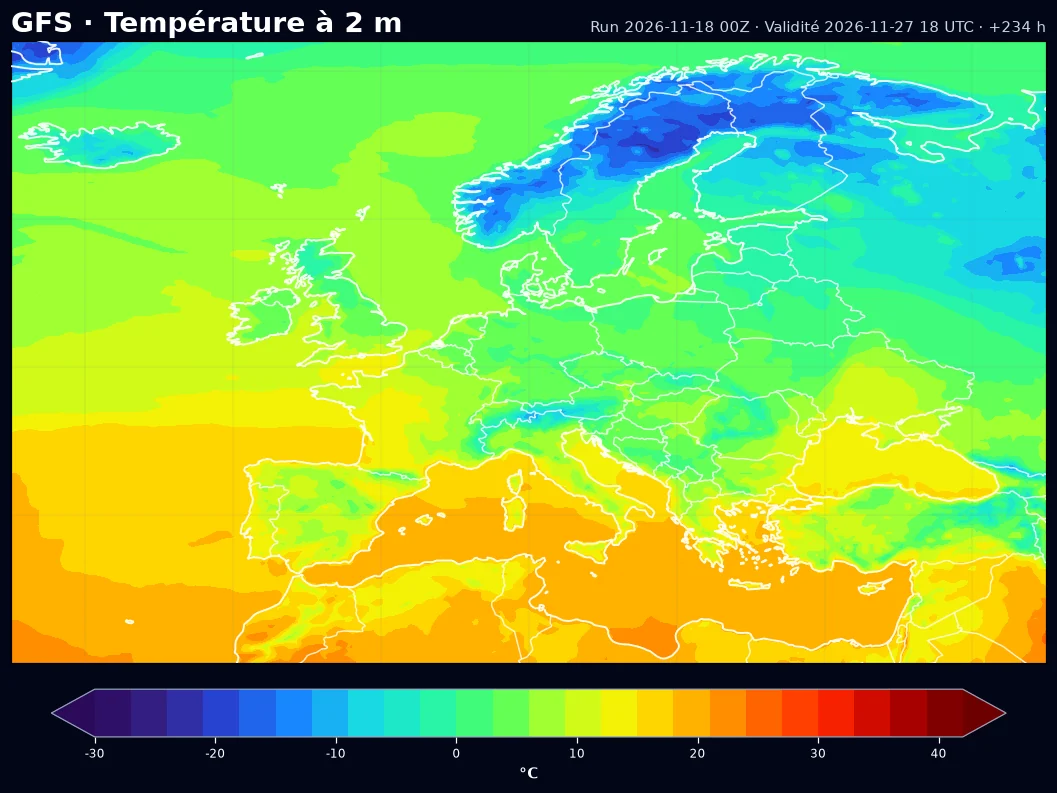 GFS · Température à 2 m
Run 2026-11-18 00Z · Validité 2026-11-27 18 UTC · +234 h
-30 -20 -10 0 10 20 30 40
°C